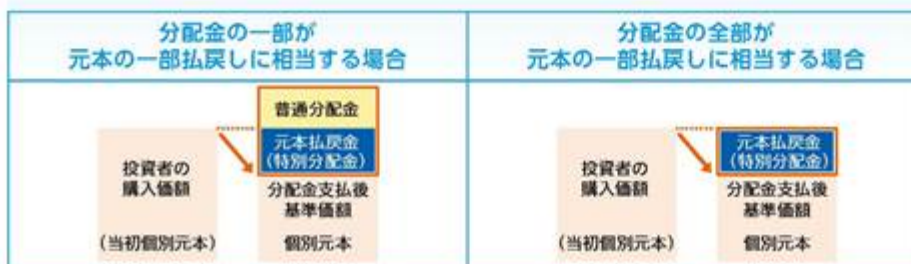 分配金の一部が
元本の一部払戻しに相当する場合
普通分配金
元本払戻金
(特別分配金)
投資者の
購入価額
分配金支払後
基準価額
(当初個別元本)
個別元本
分配金の全部が
元本の一部払戻しに相当する場合
元本払戻金
(特別分配金)
投資者の
購入価額
分配金支払後
基準価額
(当初個別元本)
個別元本